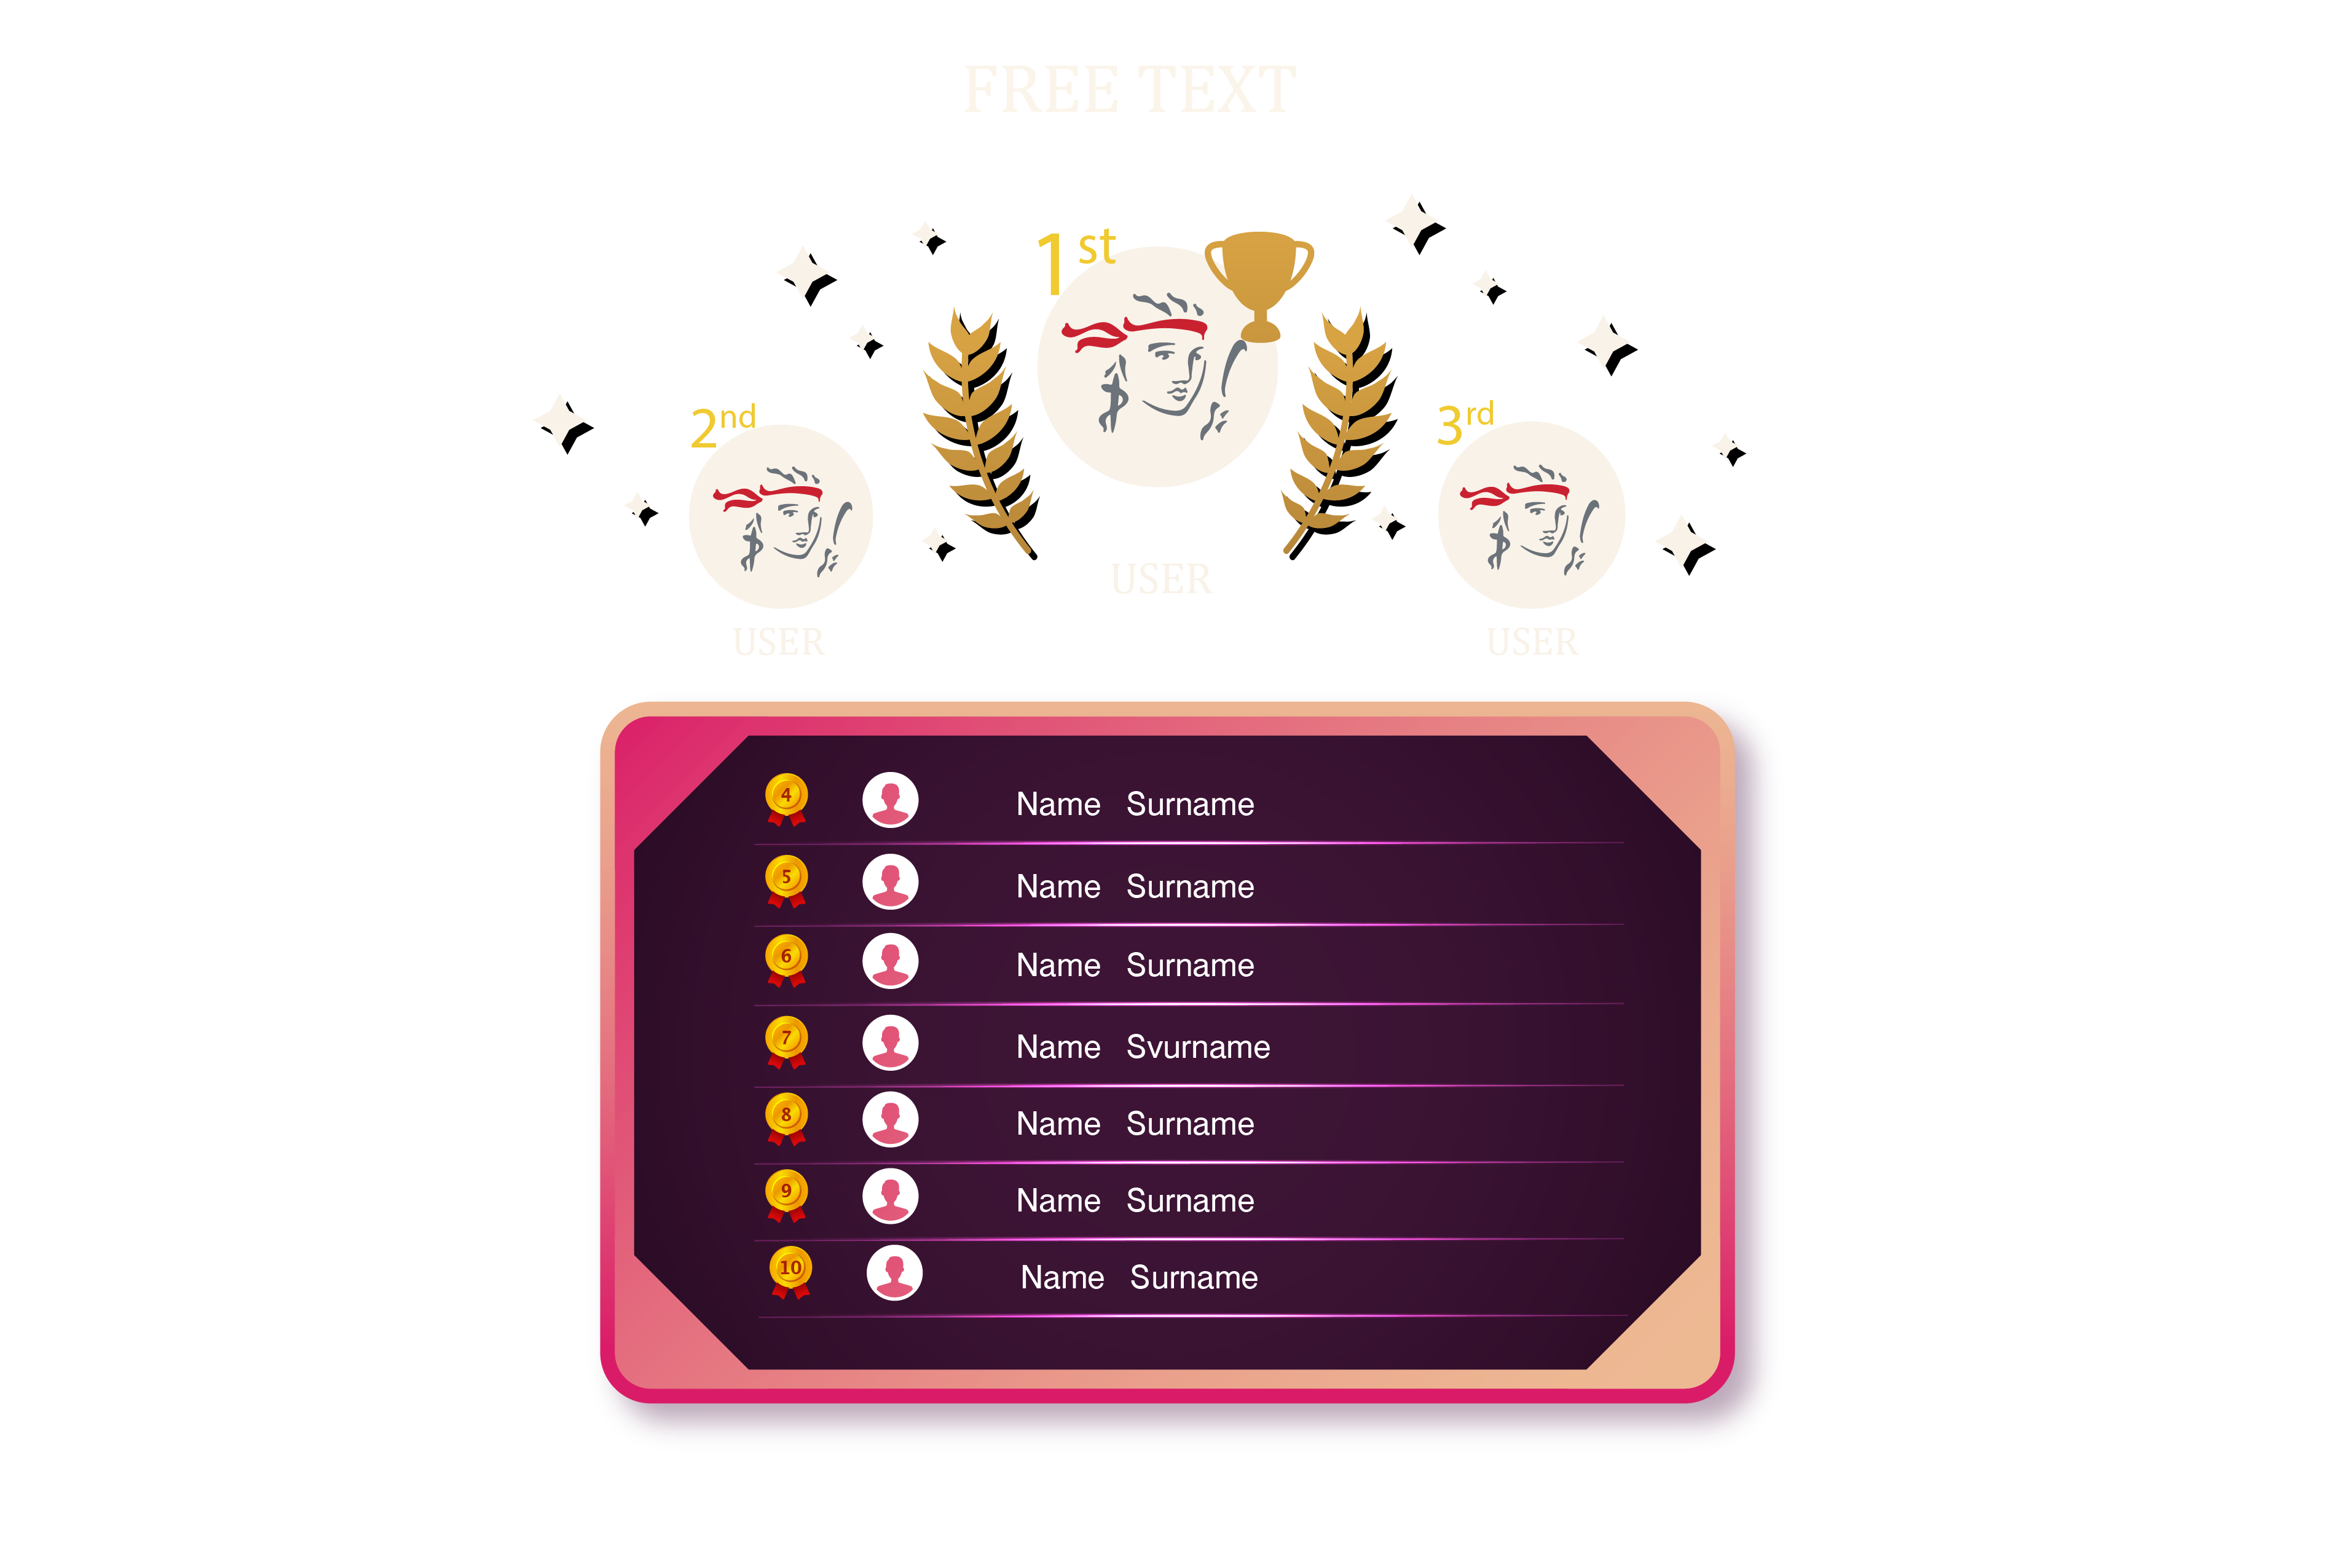 FREE TEXT
1st
2nd
3rd
USER
USER
USER
4 Name Surname
5 Name Surname
6 Name Surname
7 Name Svurname
8 Name Surname
9 Name Surname
10 Name Surname